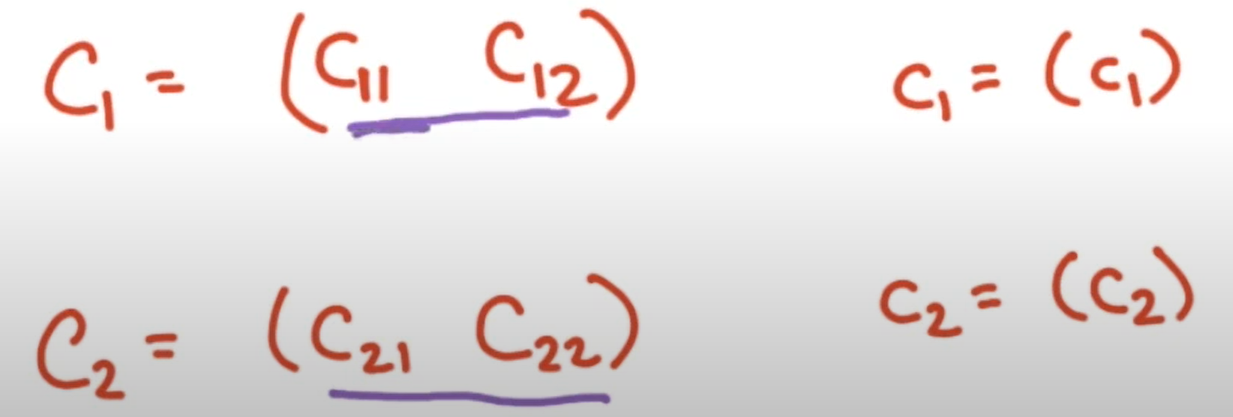 C₁ = (C₁₁ C₁₂) c₁ = (c₁)
C₂ = (C₂₁ C₂₂) c₂ = (c₂)